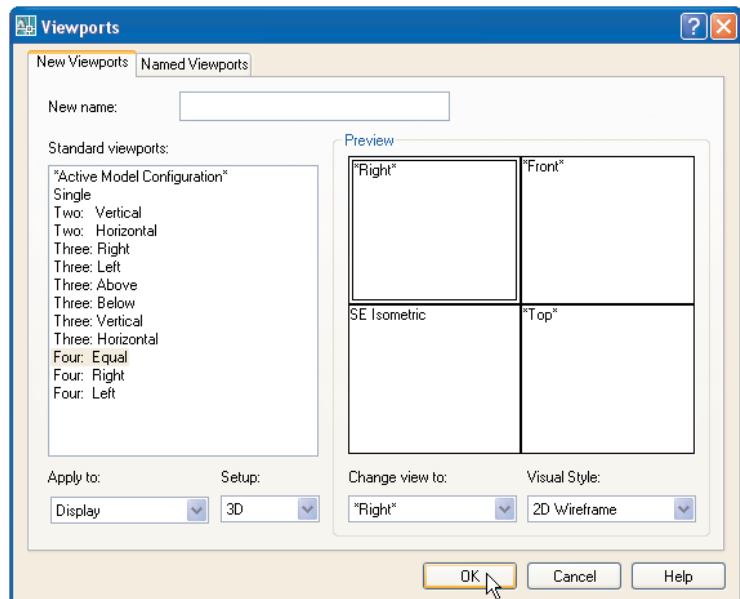 Viewports
New Viewports
Named Viewports
New name:
Standard viewports:
*Active Model Configuration*
Single
Two: Vertical
Two: Horizontal
Three: Right
Three: Left
Three: Above
Three: Below
Three: Vertical
Three: Horizontal
Four: Equal
Four: Right
Four: Left
Preview
*Right*
*Front*
SE Isometric
*Top*
Apply to:
Display
Setup:
3D
Change view to:
*Right*
Visual Style:
2D Wireframe
OK
Cancel
Help